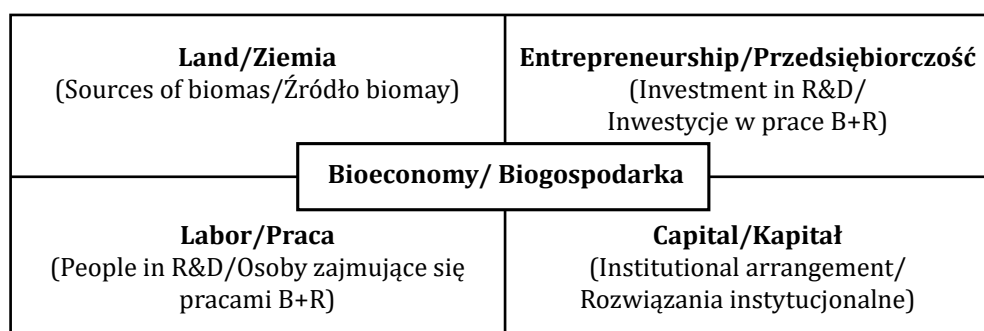 Land/Ziemia
(Sources of biomas/Źródło biomay)
Entrepreneurship/Przedsiębiorczość
(Investment in R&D/
Inwestycje w prace B+R)
Bioeconomy/ Biogospodarka
Labor/Praca
(People in R&D/Osoby zajmujące się
pracami B+R)
Capital/Kapitał
(Institutional arrangement/
Rozwiązania instytucjonalne)